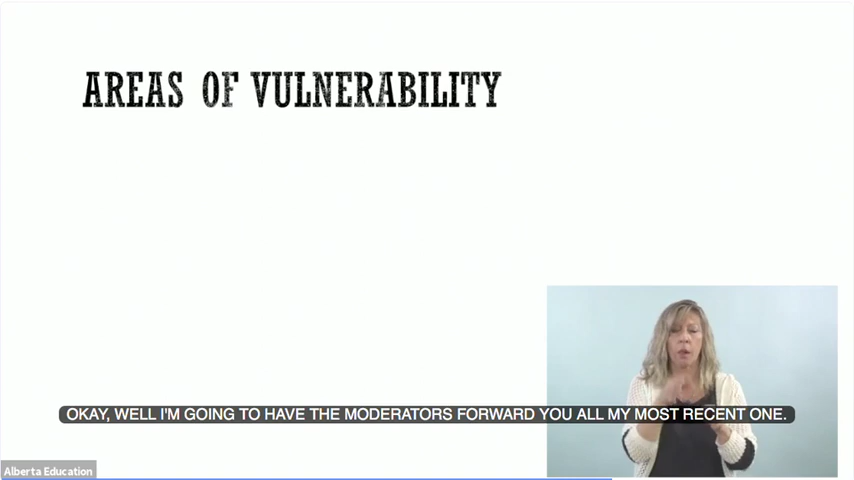 AREAS OF VULNERABILITY
OKAY, WELL I'M GOING TO HAVE THE MODERATORS FORWARD YOU ALL MY MOST RECENT ONE.
Alberta Education